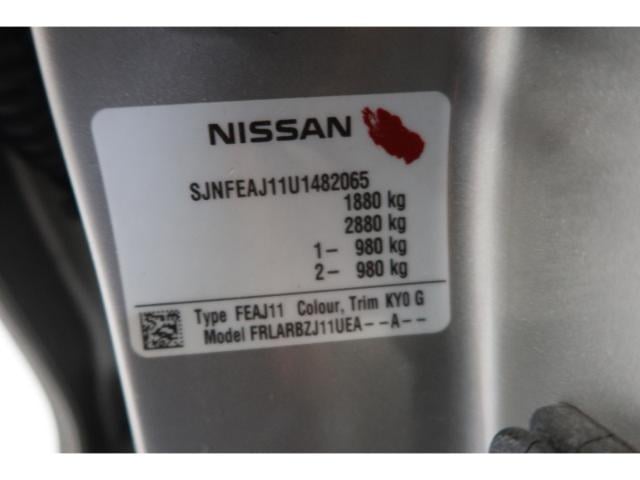 NISSAN
SJNFEAJ11U1482065
1880 kg
2880 kg
1- 980 kg
2- 980 kg
Type FEAJ11 Colour, Trim KY0 G
Model FRLARBZJ11UEA--A--